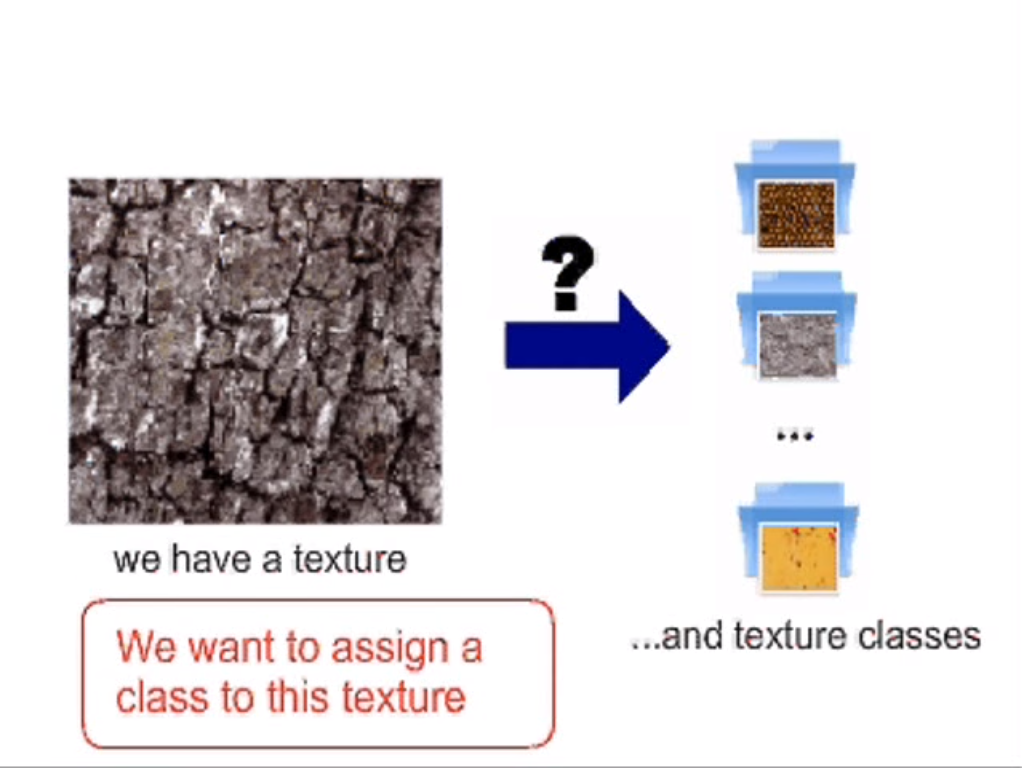 ?
...
we have a texture
...and texture classes
We want to assign a
class to this texture